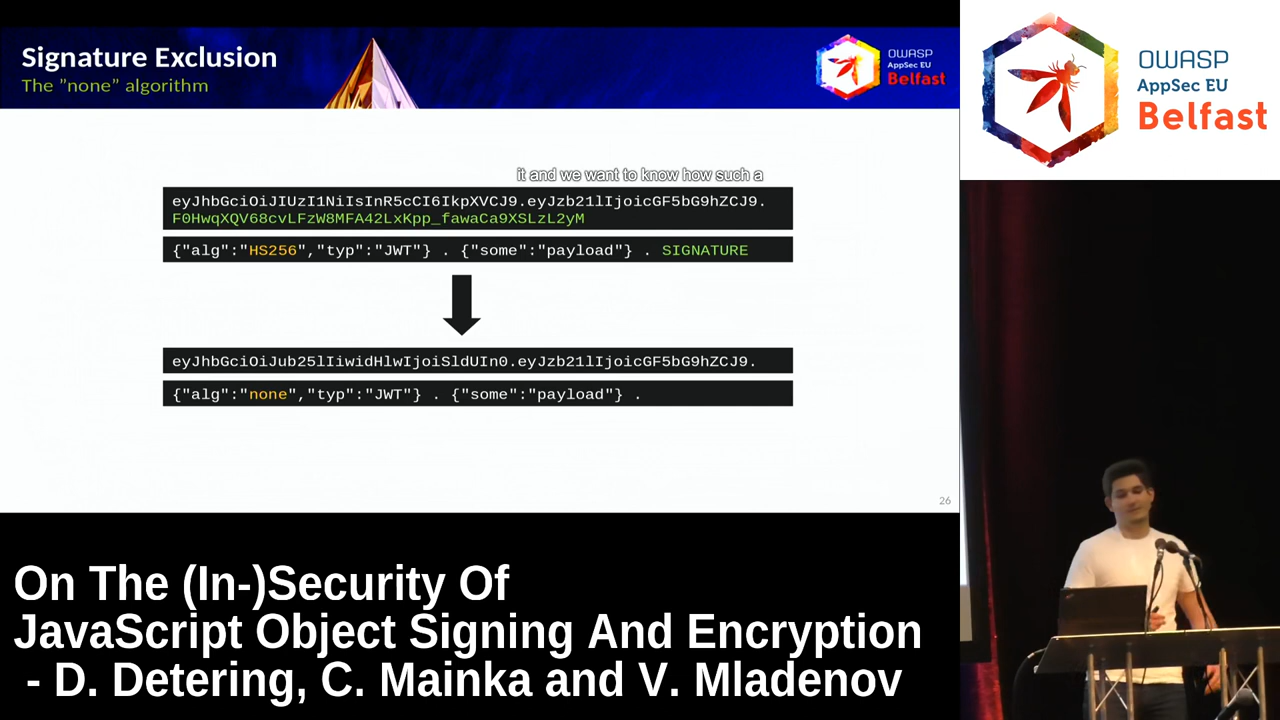 Signature Exclusion
The ”none” algorithm
OWASP
AppSec EU
Belfast
OWASP
AppSec EU
Belfast
it and we want to know how such a
eyJhbGciOiJIUzI1NiIsInR5cCI6IkpXVCJ9.eyJzb21lIjoicGF5bG9hZCJ9.
F0HwqXQV68cvLFzW8MFA42LxKpp_fawaCa9XSLzL2yM
{"alg":"HS256","typ":"JWT"} . {"some":"payload"} . SIGNATURE
eyJhbGciOiJub25lIiwidHlwIjoiSldUIn0.eyJzb21lIjoicGF5bG9hZCJ9.
{"alg":"none","typ":"JWT"} . {"some":"payload"} .
26
On The (In-)Security Of
JavaScript Object Signing And Encryption
- D. Detering, C. Mainka and V. Mladenov